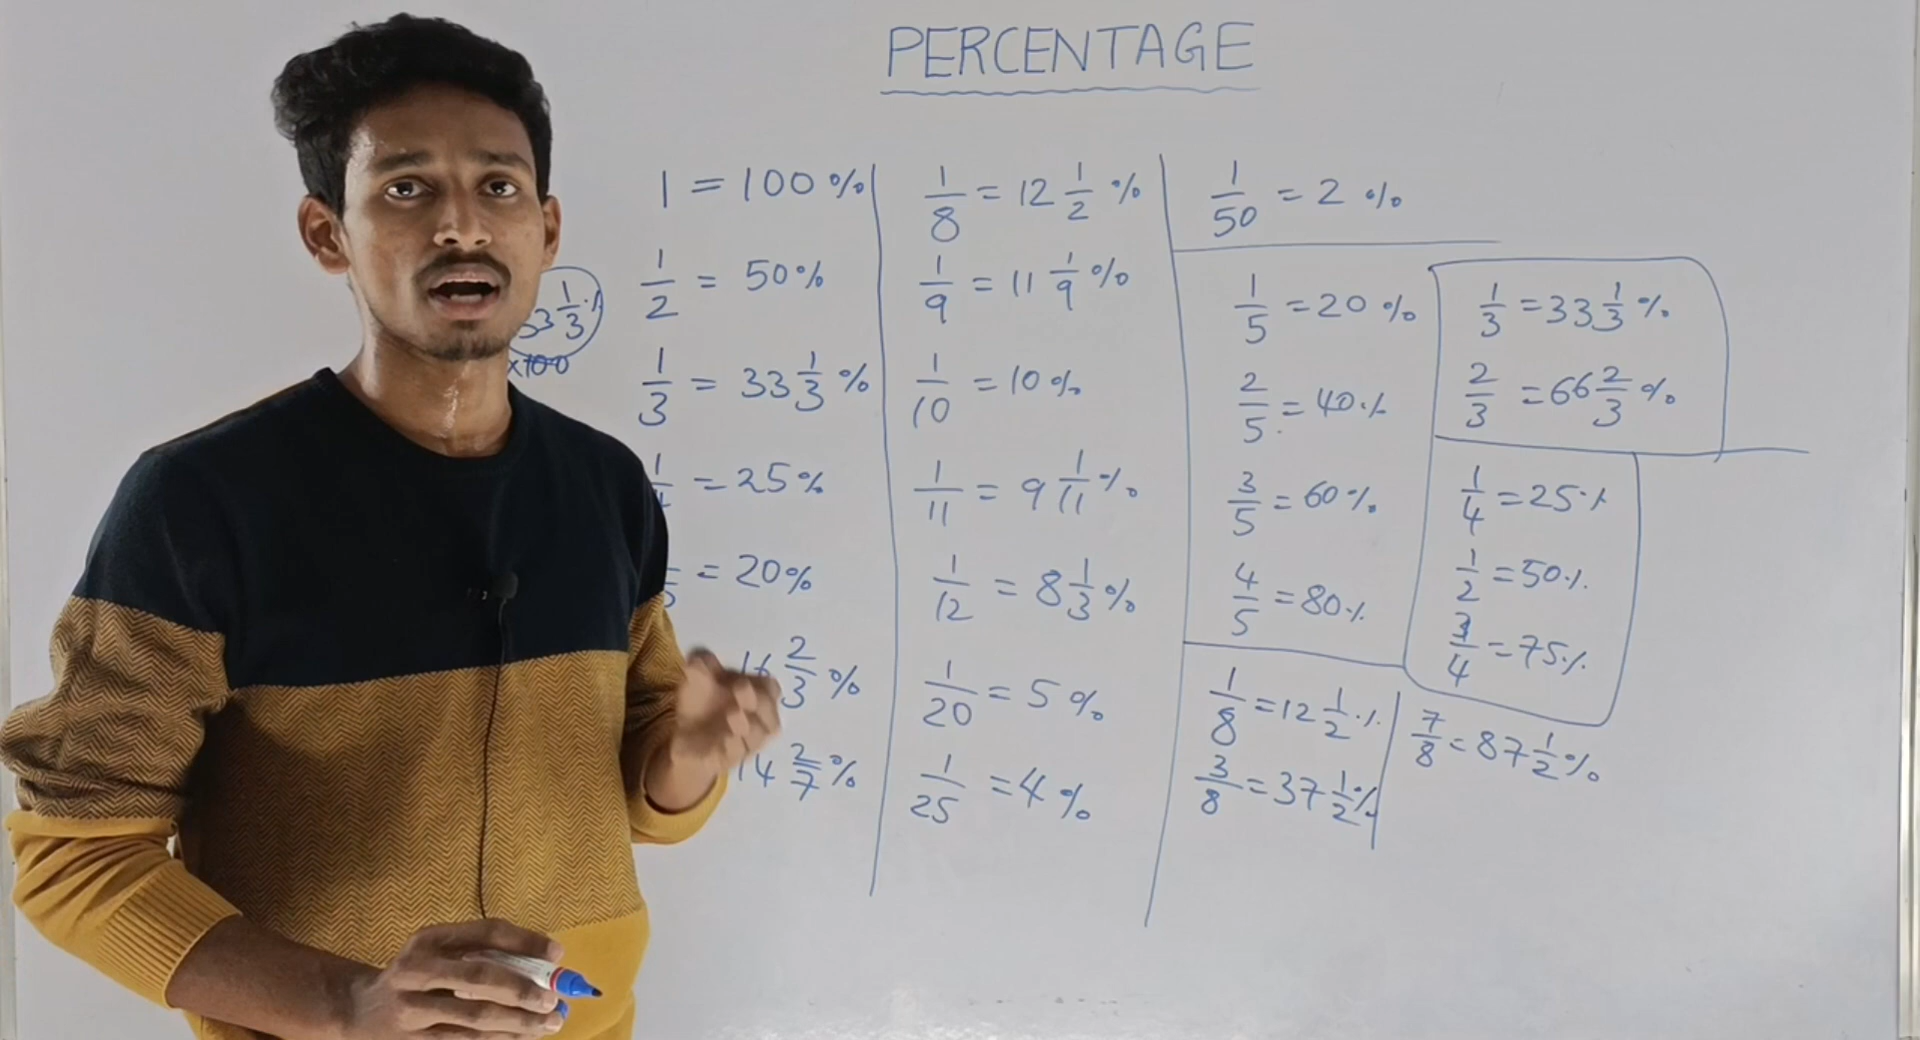 PERCENTAGE
1 = 100%
1/2 = 50%
1/3 = 33 1/3 %
= 25%
= 20%
16 2/3 %
14 2/7 %
33 1/3 %
×100
1/8 = 12 1/2 %
1/9 = 11 1/9 %
1/10 = 10%
1/11 = 9 1/11 %
1/12 = 8 1/3 %
1/20 = 5%
1/25 = 4%
1/50 = 2%
1/5 = 20%
2/5 = 40%
3/5 = 60%
4/5 = 80%
1/3 = 33 1/3 %
2/3 = 66 2/3 %
1/4 = 25%
1/2 = 50%
3/4 = 75%
1/8 = 12 1/2 %
3/8 = 37 1/2 %
7/8 = 87 1/2 %